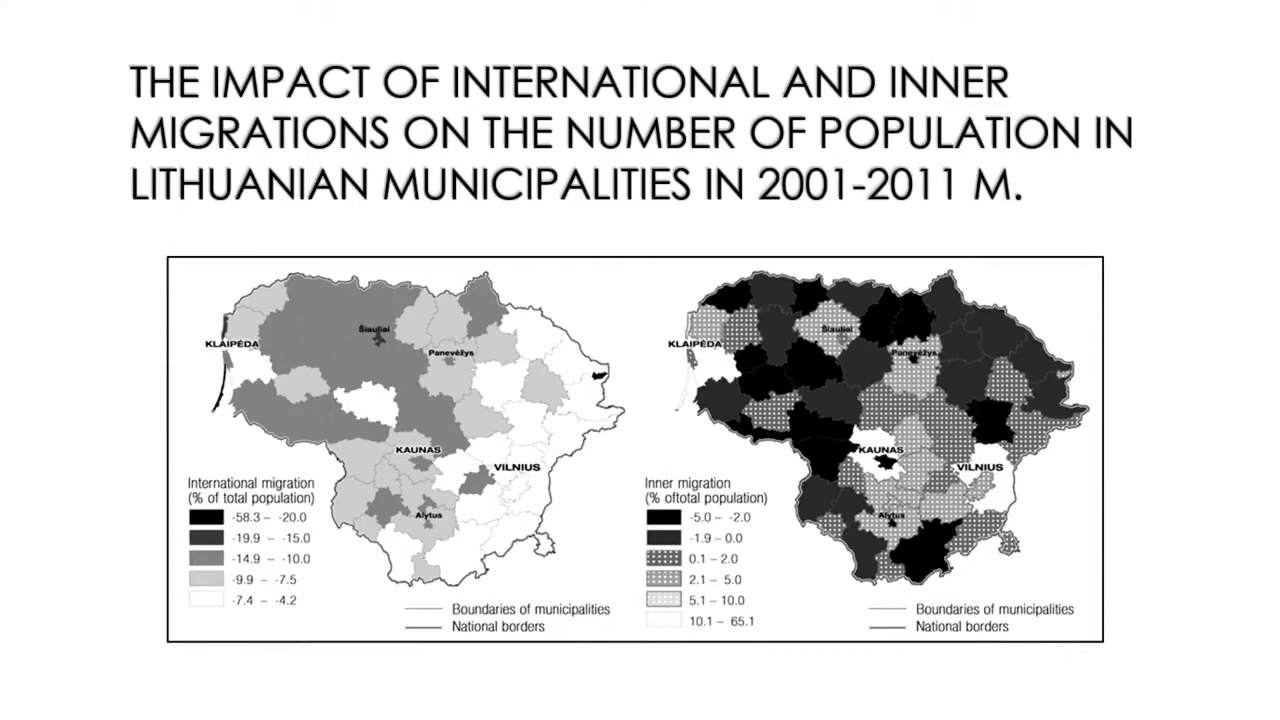 THE IMPACT OF INTERNATIONAL AND INNER
MIGRATIONS ON THE NUMBER OF POPULATION IN
LITHUANIAN MUNICIPALITIES IN 2001-2011 M.
Šiauliai
KLAIPĖDA
Panevėžys
KAUNAS
VILNIUS
Alytus
International migration
(% of total population)
-58.3 – -20.0
-19.9 – -15.0
-14.9 – -10.0
-9.9 – -7.5
-7.4 – -4.2
Boundaries of municipalities
National borders
Šiauliai
KLAIPĖDA
Panevėžys
KAUNAS
VILNIUS
Alytus
Inner migration
(% oftotal population)
-5.0 – -2.0
-1.9 – 0.0
0.1 – 2.0
2.1 – 5.0
5.1 – 10.0
10.1 – 65.1
Boundaries of municipalities
National borders